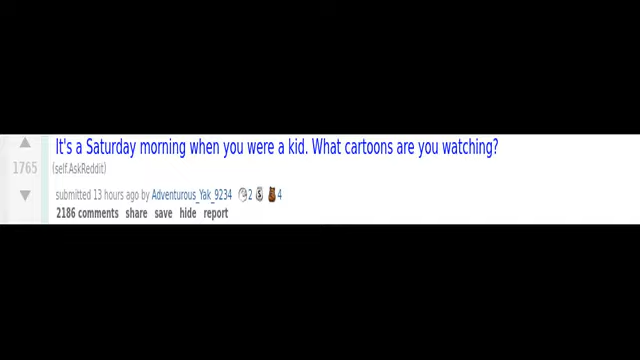 It's a Saturday morning when you were a kid. What cartoons are you watching?
1765
(self.AskReddit)
submitted 13 hours ago by Adventurous_Yak_9234 2 S 4
2186 comments share save hide report